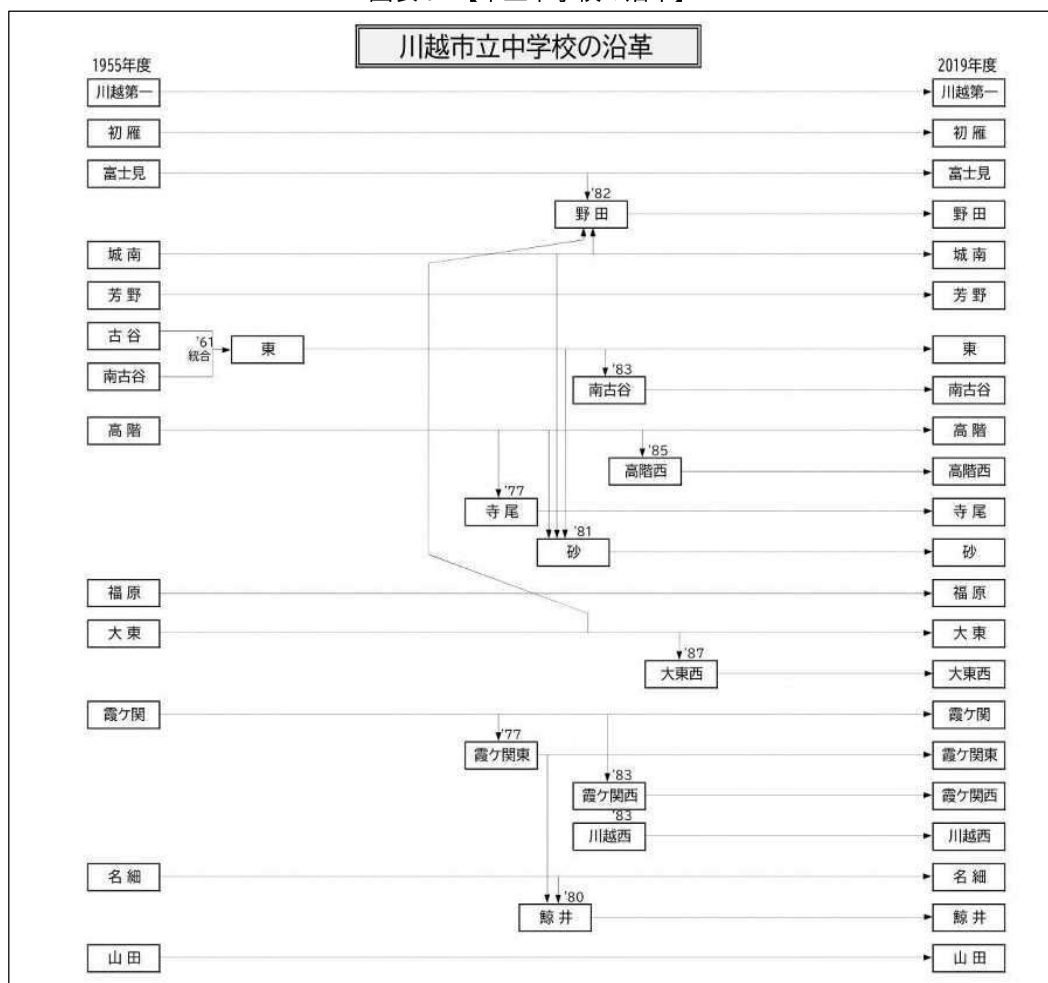 川越市立中学校の沿革
1955年度 2019年度
川越第一 川越第一
初雁 初雁
富士見 富士見
'82
野田 野田
城南 城南
芳野 芳野
古谷
'61
統合
東 東
南古谷
'83
南古谷 南古谷
高階 高階
'85
高階西 高階西
'77
寺尾 寺尾
'81
砂 砂
福原 福原
大東 大東
'87
大東西 大東西
霞ケ関 霞ケ関
'77
霞ケ関東 霞ケ関東
'83
霞ケ関西 霞ケ関西
'83
川越西 川越西
名細 名細
'80
鯨井 鯨井
山田 山田